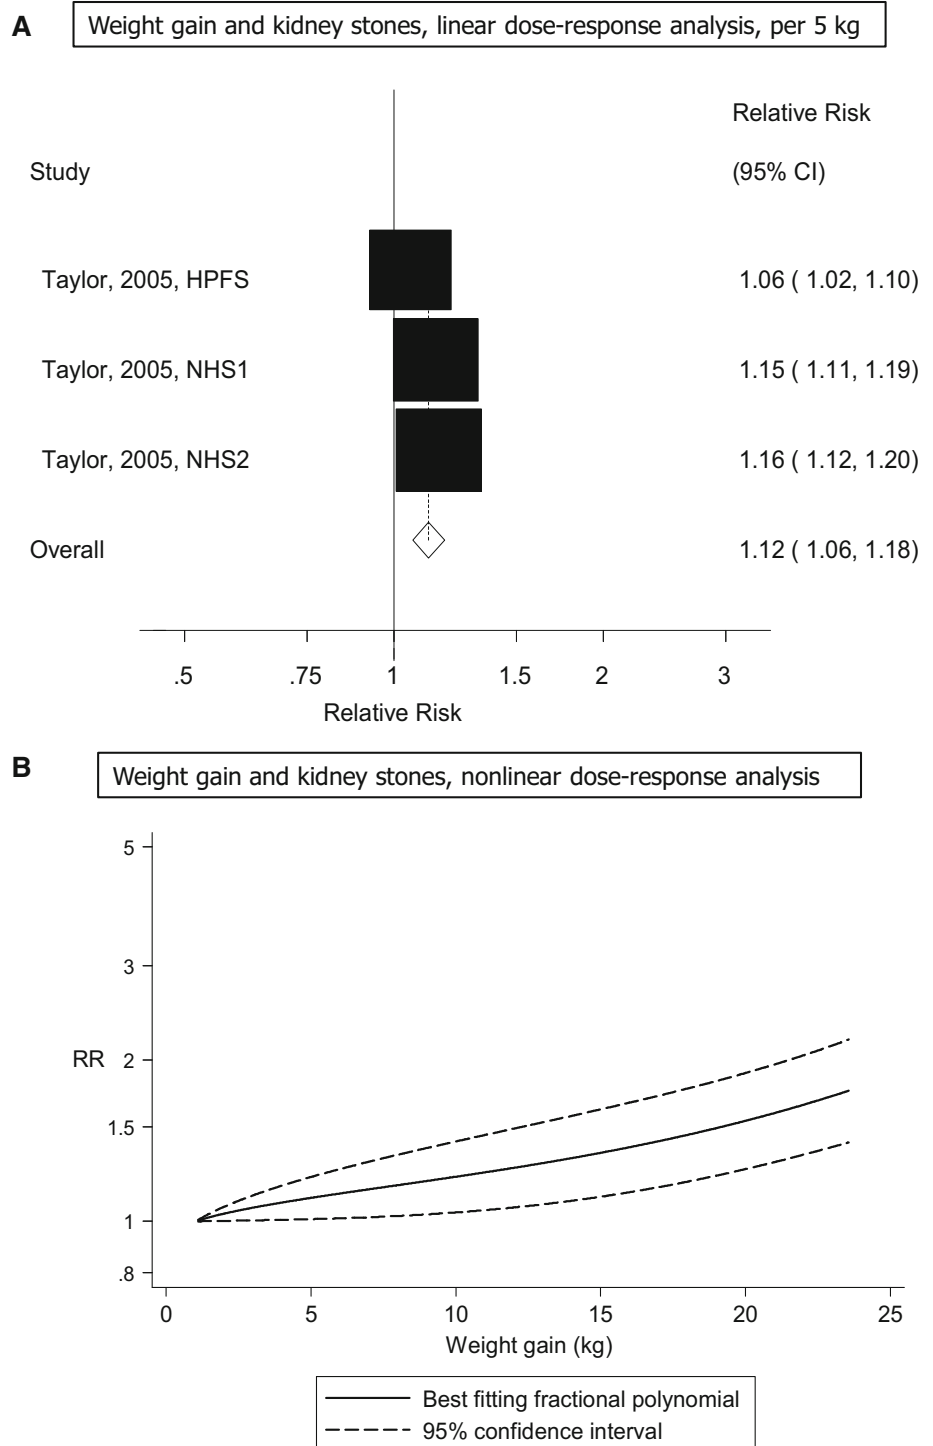 A
Weight gain and kidney stones, linear dose-response analysis, per 5 kg
Relative Risk
Study (95% CI)
Taylor, 2005, HPFS 1.06 ( 1.02, 1.10)
Taylor, 2005, NHS1 1.15 ( 1.11, 1.19)
Taylor, 2005, NHS2 1.16 ( 1.12, 1.20)
Overall 1.12 ( 1.06, 1.18)
.5 .75 1 1.5 2 3
Relative Risk
B
Weight gain and kidney stones, nonlinear dose-response analysis
5
3
RR 2
1.5
1
.8
0 5 10 15 20 25
Weight gain (kg)
Best fitting fractional polynomial
95% confidence interval